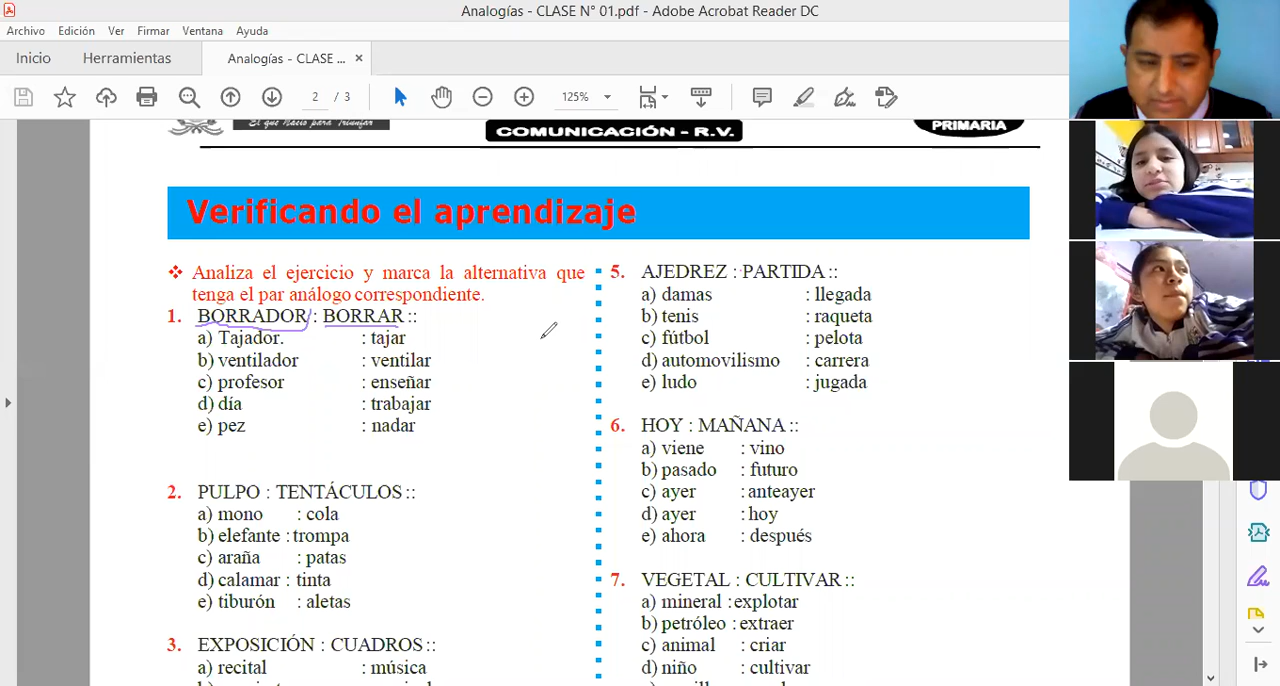 Analogías - CLASE N° 01.pdf - Adobe Acrobat Reader DC
Archivo Edición Ver Firmar Ventana Ayuda
Inicio Herramientas Analogías - CLASE ... ×
2 / 3 125%
El que Nacio para Triunfar
COMUNICACIÓN - R.V.
PRIMARIA
Verificando el aprendizaje
Analiza el ejercicio y marca la alternativa que
tenga el par análogo correspondiente.
1. BORRADOR : BORRAR ::
a) Tajador. : tajar
b) ventilador : ventilar
c) profesor : enseñar
d) día : trabajar
e) pez : nadar
2. PULPO : TENTÁCULOS ::
a) mono : cola
b) elefante : trompa
c) araña : patas
d) calamar : tinta
e) tiburón : aletas
3. EXPOSICIÓN : CUADROS ::
a) recital : música
5. AJEDREZ : PARTIDA ::
a) damas : llegada
b) tenis : raqueta
c) fútbol : pelota
d) automovilismo : carrera
e) ludo : jugada
6. HOY : MAÑANA ::
a) viene : vino
b) pasado : futuro
c) ayer : anteayer
d) ayer : hoy
e) ahora : después
7. VEGETAL : CULTIVAR ::
a) mineral : explotar
b) petróleo : extraer
c) animal : criar
d) niño : cultivar